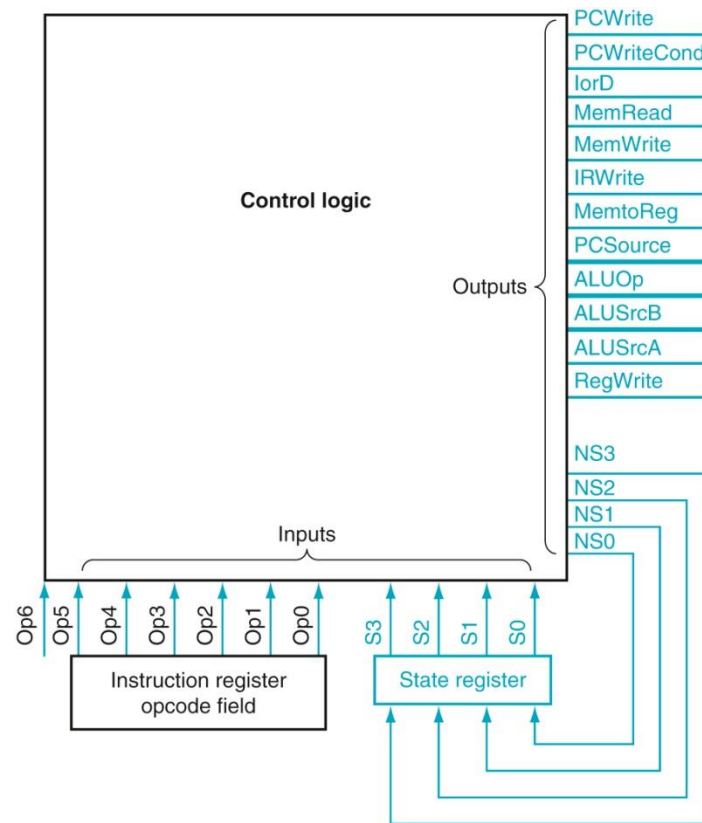 PCWrite
PCWriteCond
IorD
MemRead
MemWrite
IRWrite
MemtoReg
PCSource
ALUOp
ALUSrcB
ALUSrcA
RegWrite
Control logic
Outputs
NS3
NS2
NS1
NS0
Inputs
Op6
Op5
Op4
Op3
Op2
Op1
Op0
S3
S2
S1
S0
Instruction register
opcode field
State register